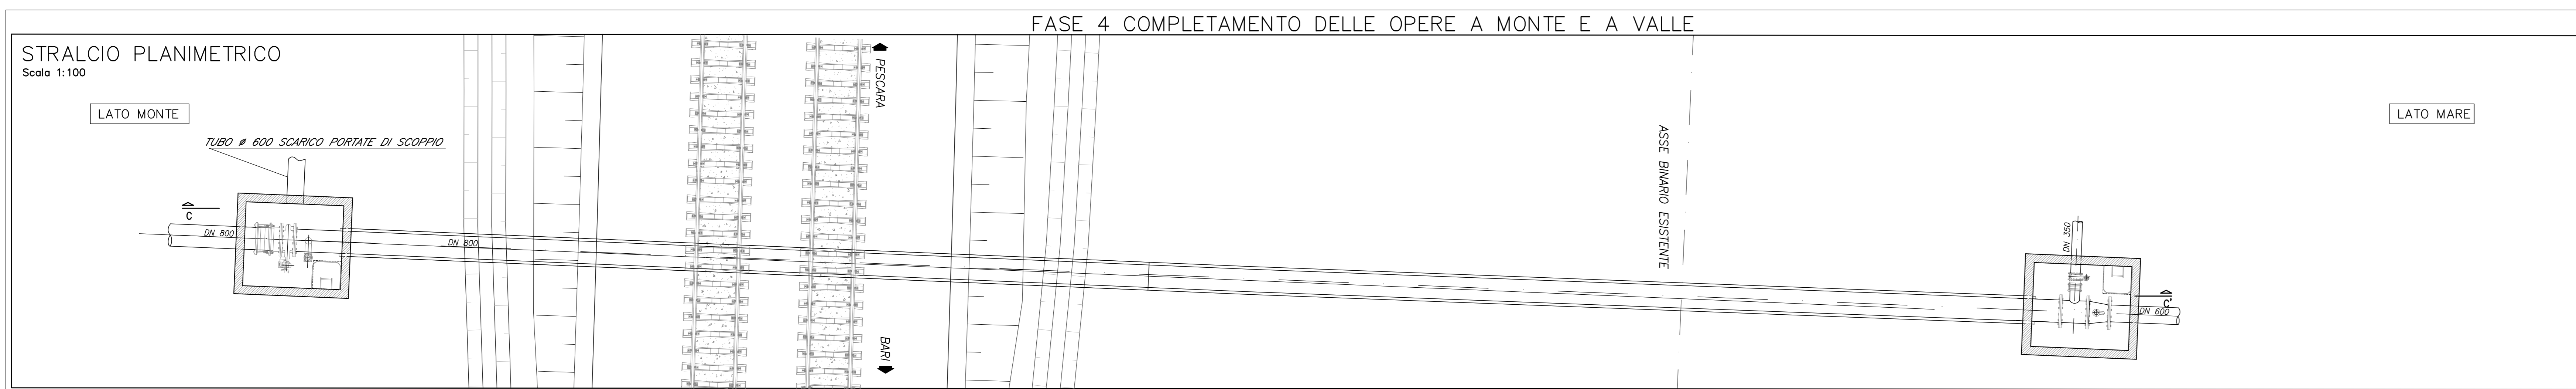 FASE 4 COMPLETAMENTO DELLE OPERE A MONTE E A VALLE
STRALCIO PLANIMETRICO
Scala 1:100
LATO MONTE
TUBO ø 600 SCARICO PORTATE DI SCOPPIO
C
DN 800
DN 800
PESCARA
BARI
ASSE BINARIO ESISTENTE
LATO MARE
DN 350
C'
DN 600